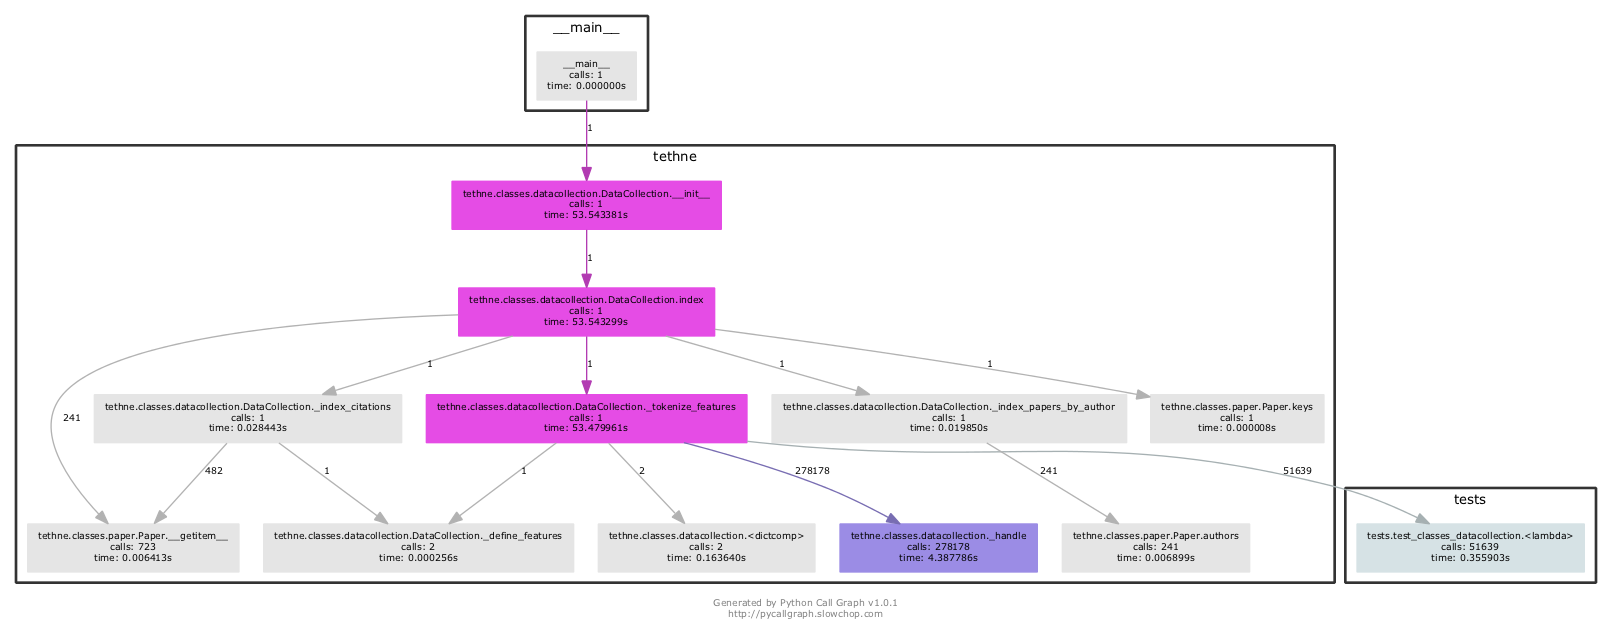 __main__
__main__
calls: 1
time: 0.000000s
1
tethne
tethne.classes.datacollection.DataCollection.__init__
calls: 1
time: 53.543381s
1
tethne.classes.datacollection.DataCollection.index
calls: 1
time: 53.543299s
1
1
1
1
241
tethne.classes.datacollection.DataCollection._index_citations
calls: 1
time: 0.028443s
tethne.classes.datacollection.DataCollection._tokenize_features
calls: 1
time: 53.479961s
tethne.classes.datacollection.DataCollection._index_papers_by_author
calls: 1
time: 0.019850s
tethne.classes.paper.Paper.keys
calls: 1
time: 0.000008s
482
1
1
2
278178
241
51639
tests
tethne.classes.paper.Paper.__getitem__
calls: 723
time: 0.006413s
tethne.classes.datacollection.DataCollection._define_features
calls: 2
time: 0.000256s
tethne.classes.datacollection.<dictcomp>
calls: 2
time: 0.163640s
tethne.classes.datacollection._handle
calls: 278178
time: 4.387786s
tethne.classes.paper.Paper.authors
calls: 241
time: 0.006899s
tests.test_classes_datacollection.<lambda>
calls: 51639
time: 0.355903s
Generated by Python Call Graph v1.0.1
http://pycallgraph.slowchop.com